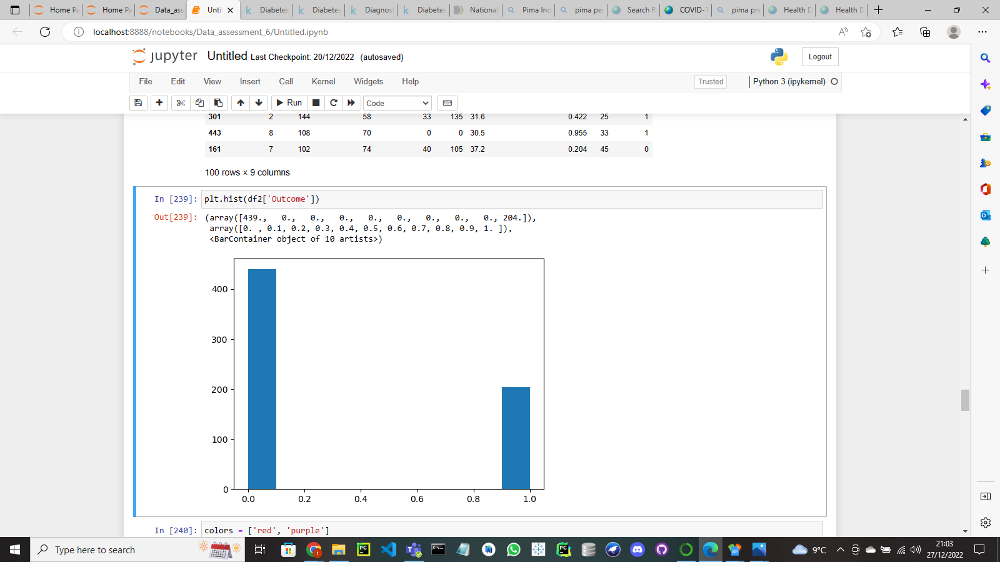 Home Pa
Home Pa
Data_ass
Unti
Diabetes
Diabetes
Diagnost
Diabetes
National
Pima Ind
pima peo
Search R
COVID-1
pima pre
Health D
Health D
localhost:8888/notebooks/Data_assessment_6/Untitled.ipynb
jupyter Untitled Last Checkpoint: 20/12/2022 (autosaved)
Logout
File Edit View Insert Cell Kernel Widgets Help
Trusted
Python 3 (ipykernel)
Run
Code
301 2 144 58 33 135 31.6 0.422 25 1
443 8 108 70 0 0 30.5 0.955 33 1
161 7 102 74 40 105 37.2 0.204 45 0
100 rows × 9 columns
In [239]: plt.hist(df2['Outcome'])
Out[239]: (array([439., 0., 0., 0., 0., 0., 0., 0., 0., 204.]),
array([0. , 0.1, 0.2, 0.3, 0.4, 0.5, 0.6, 0.7, 0.8, 0.9, 1. ]),
<BarContainer object of 10 artists>)
400
300
200
100
0
0.0 0.2 0.4 0.6 0.8 1.0
In [240]: colors = ['red', 'purple']
Type here to search
9°C
21:03
27/12/2022